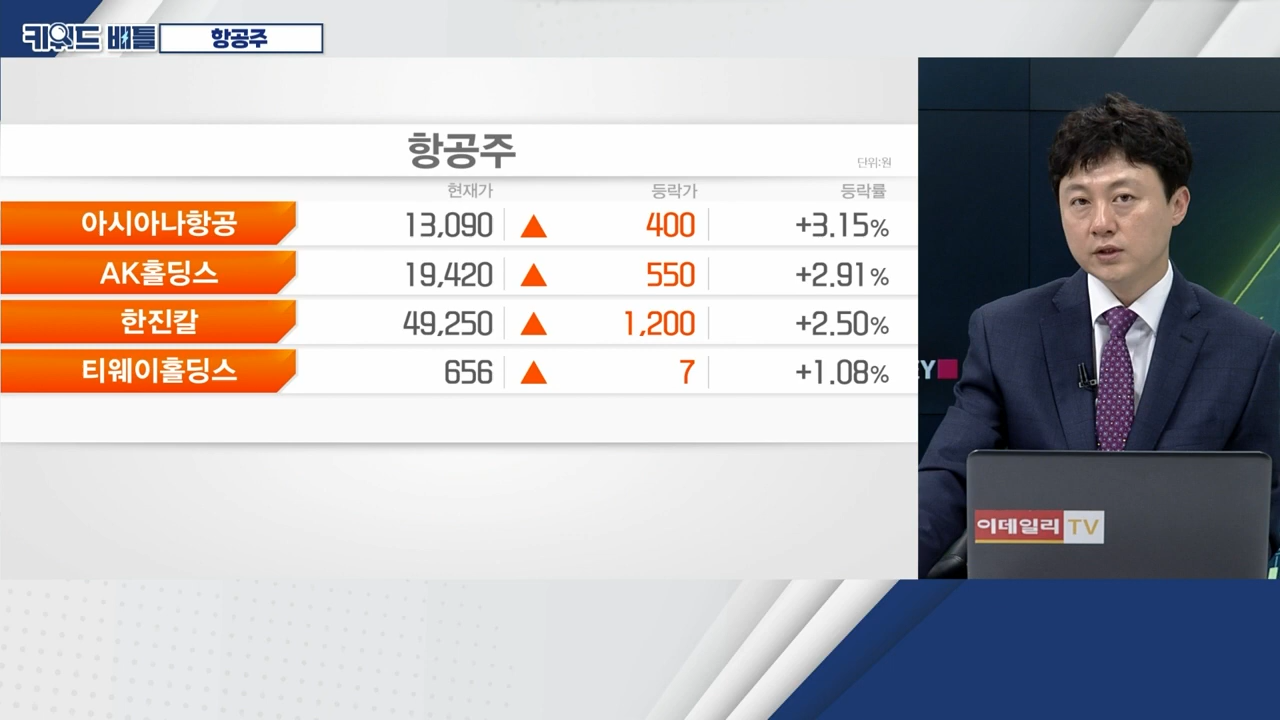 키워드 배틀 항공주
항공주
단위:원
현재가 등락가 등락률
아시아나항공 13,090 ▲ 400 +3.15%
AK홀딩스 19,420 ▲ 550 +2.91%
한진칼 49,250 ▲ 1,200 +2.50%
티웨이홀딩스 656 ▲ 7 +1.08%
이데일리 TV